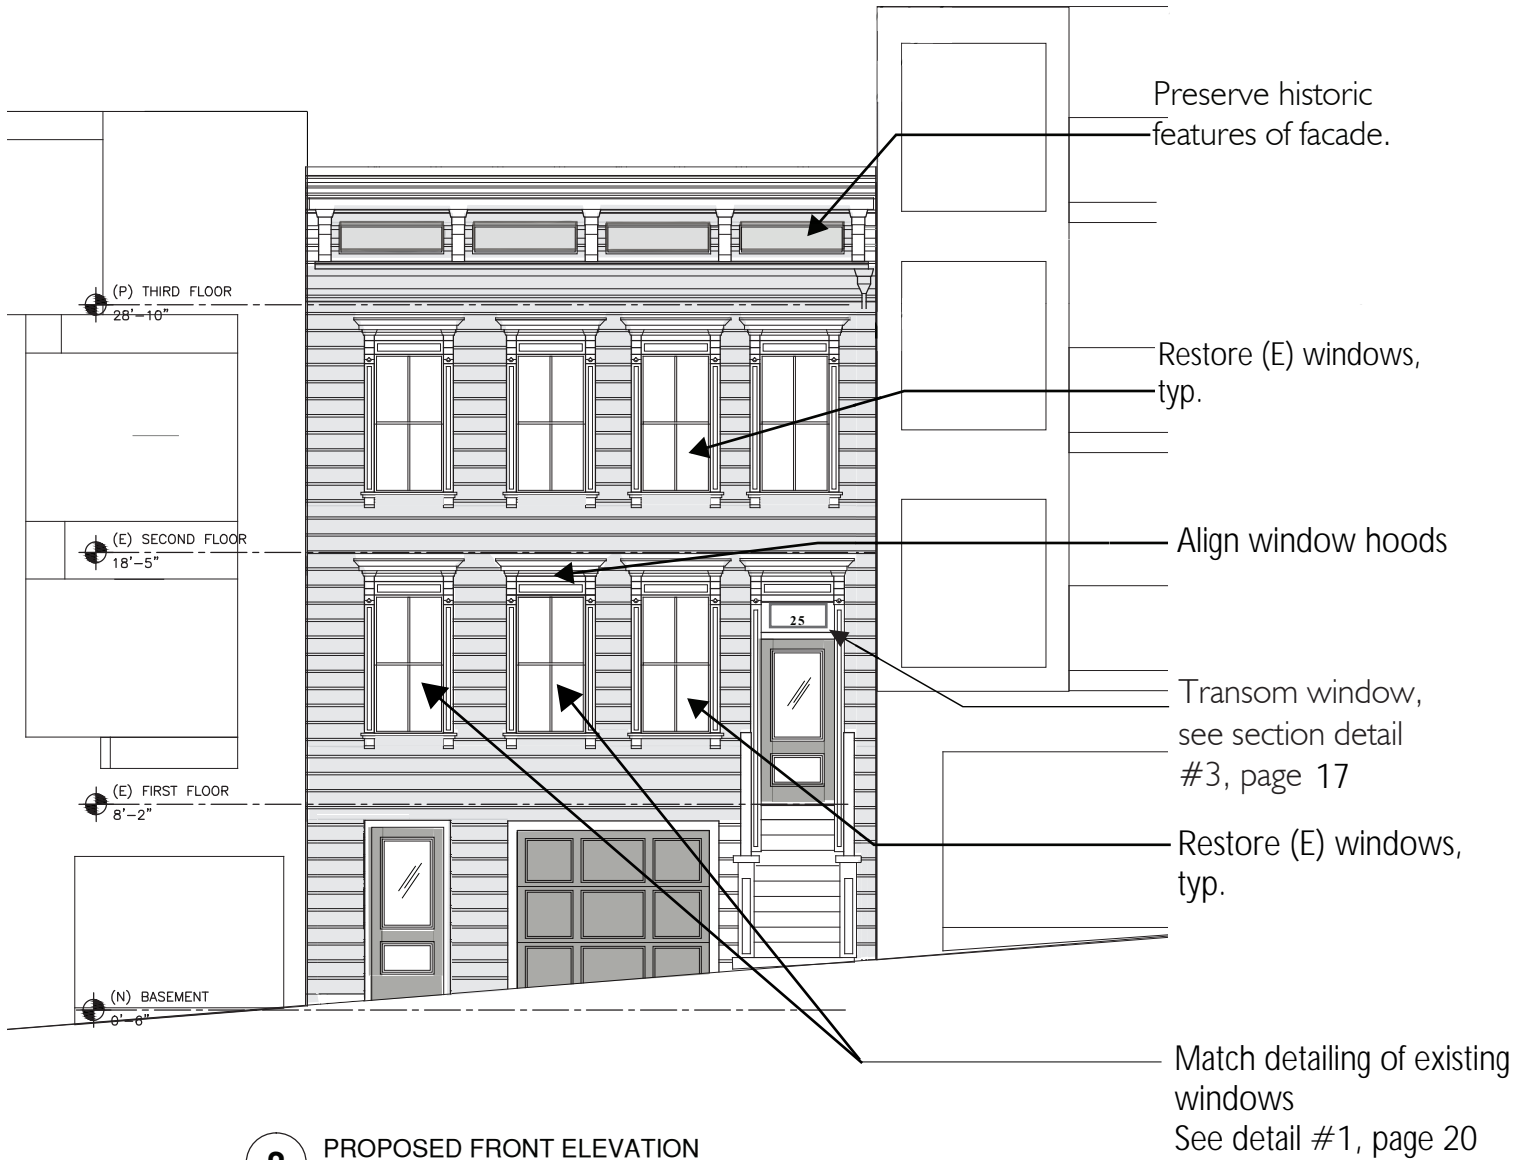 Preserve historic
features of facade.
(P) THIRD FLOOR
28'-10"
Restore (E) windows,
typ.
(E) SECOND FLOOR
18'-5"
Align window hoods
25
Transom window,
see section detail
#3, page 17
(E) FIRST FLOOR
8'-2"
Restore (E) windows,
typ.
(N) BASEMENT
0'-6"
Match detailing of existing
windows
See detail #1, page 20
PROPOSED FRONT ELEVATION